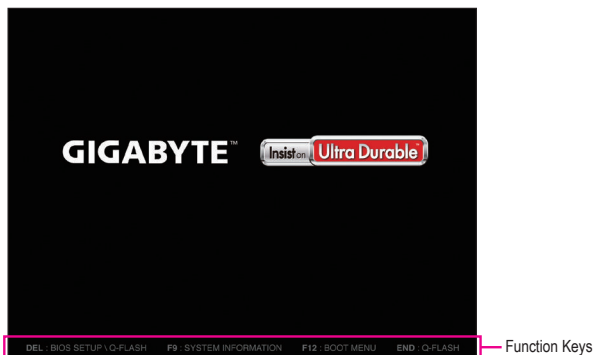 GIGABYTE™ Insist on Ultra Durable™
DEL : BIOS SETUP \ Q-FLASH F9 : SYSTEM INFORMATION F12 : BOOT MENU END : Q-FLASH
Function Keys